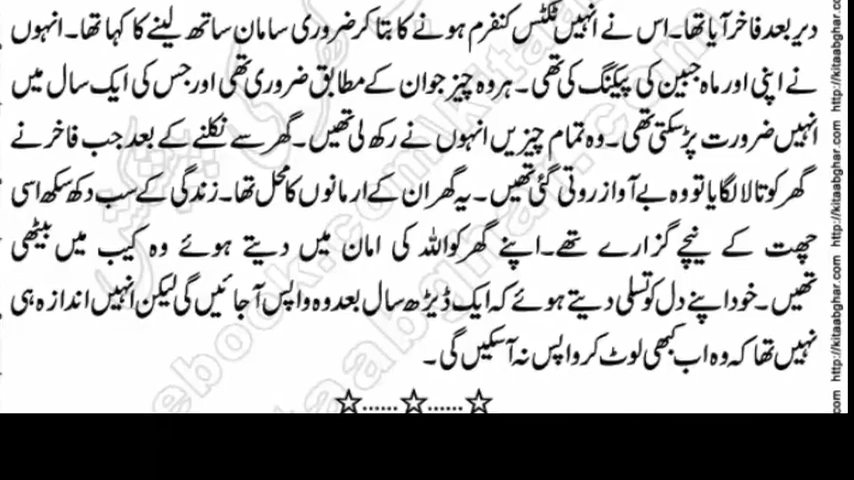 دیر بعد فاخر آیا تھا۔ اس نے انہیں ٹکٹس کنفرم ہونے کا بتا کر ضروری سامان ساتھ لینے کا کہا تھا۔ انہوں
نے اپنی اور ماہ جبین کی پیکنگ کی تھی۔ ہر وہ چیز جو ان کے مطابق ضروری تھی اور جس کی ایک سال میں
انہیں ضرورت پڑ سکتی تھی۔ وہ تمام چیزیں انہوں نے رکھ لی تھیں۔ گھر سے نکلنے کے بعد جب فاخر نے
گھر کو تالا لگایا تو وہ بے آواز روتی گئی تھیں۔ یہ گھر ان کے ارمانوں کا محل تھا۔ زندگی کے سب دکھ سکھ اسی
چھت کے نیچے گزارے تھے۔ اپنے گھر کو اللہ کی امان میں دیتے ہوئے وہ کیب میں بیٹھی
تھیں۔ خود اپنے دل کو تسلی دیتے ہوئے کہ ایک ڈیڑھ سال بعد وہ واپس آجائیں گی لیکن انہیں اندازہ ہی
نہیں تھا کہ وہ اب کبھی لوٹ کر واپس نہ آسکیں گی۔
☆......☆......☆
http://kitaabghar.com http://kitaabghar.com